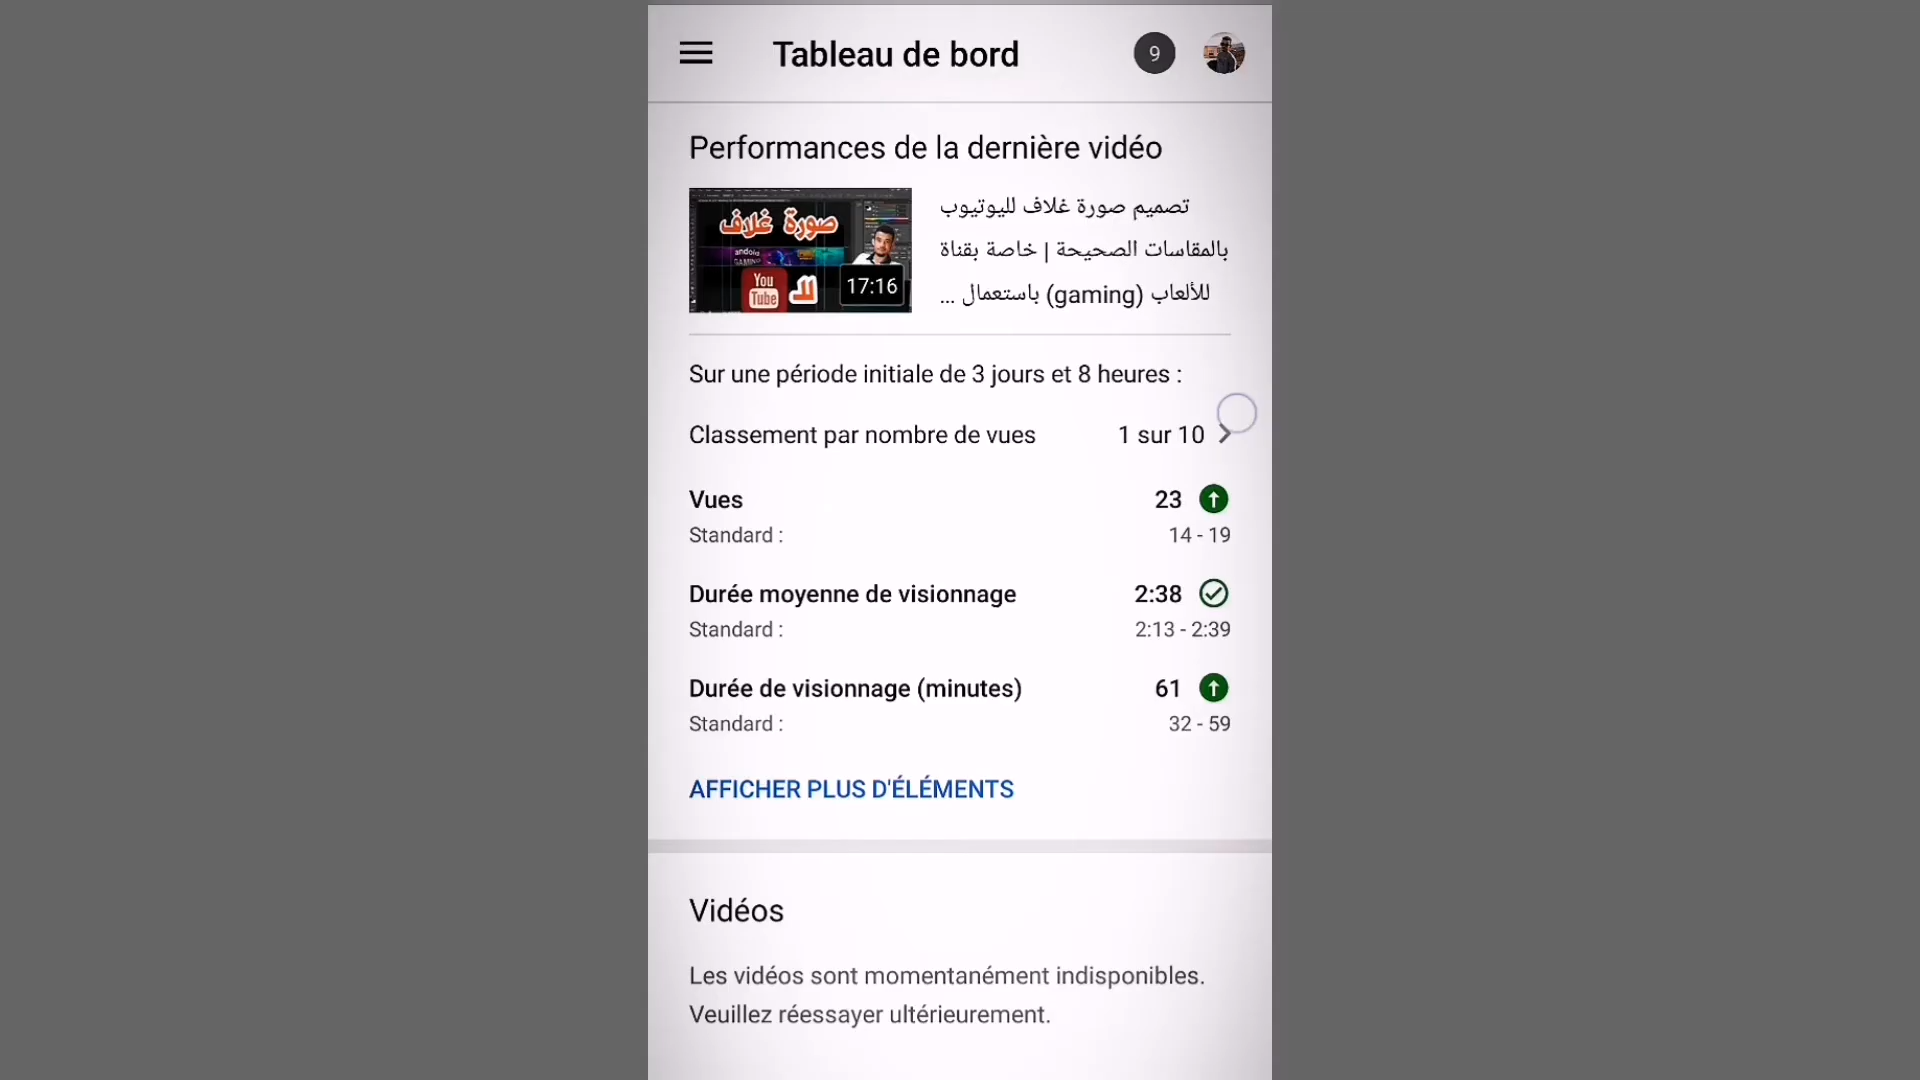 Tableau de bord
9
Performances de la dernière vidéo
صورة غلاف
لل
You
Tube
17:16
تصميم صورة غلاف لليوتيوب
بالمقاسات الصحيحة | خاصة بقناة
للألعاب (gaming) باستعمال ...
Sur une période initiale de 3 jours et 8 heures :
Classement par nombre de vues 1 sur 10
Vues 23
Standard : 14 - 19
Durée moyenne de visionnage 2:38
Standard : 2:13 - 2:39
Durée de visionnage (minutes) 61
Standard : 32 - 59
AFFICHER PLUS D'ÉLÉMENTS
Vidéos
Les vidéos sont momentanément indisponibles.
Veuillez réessayer ultérieurement.